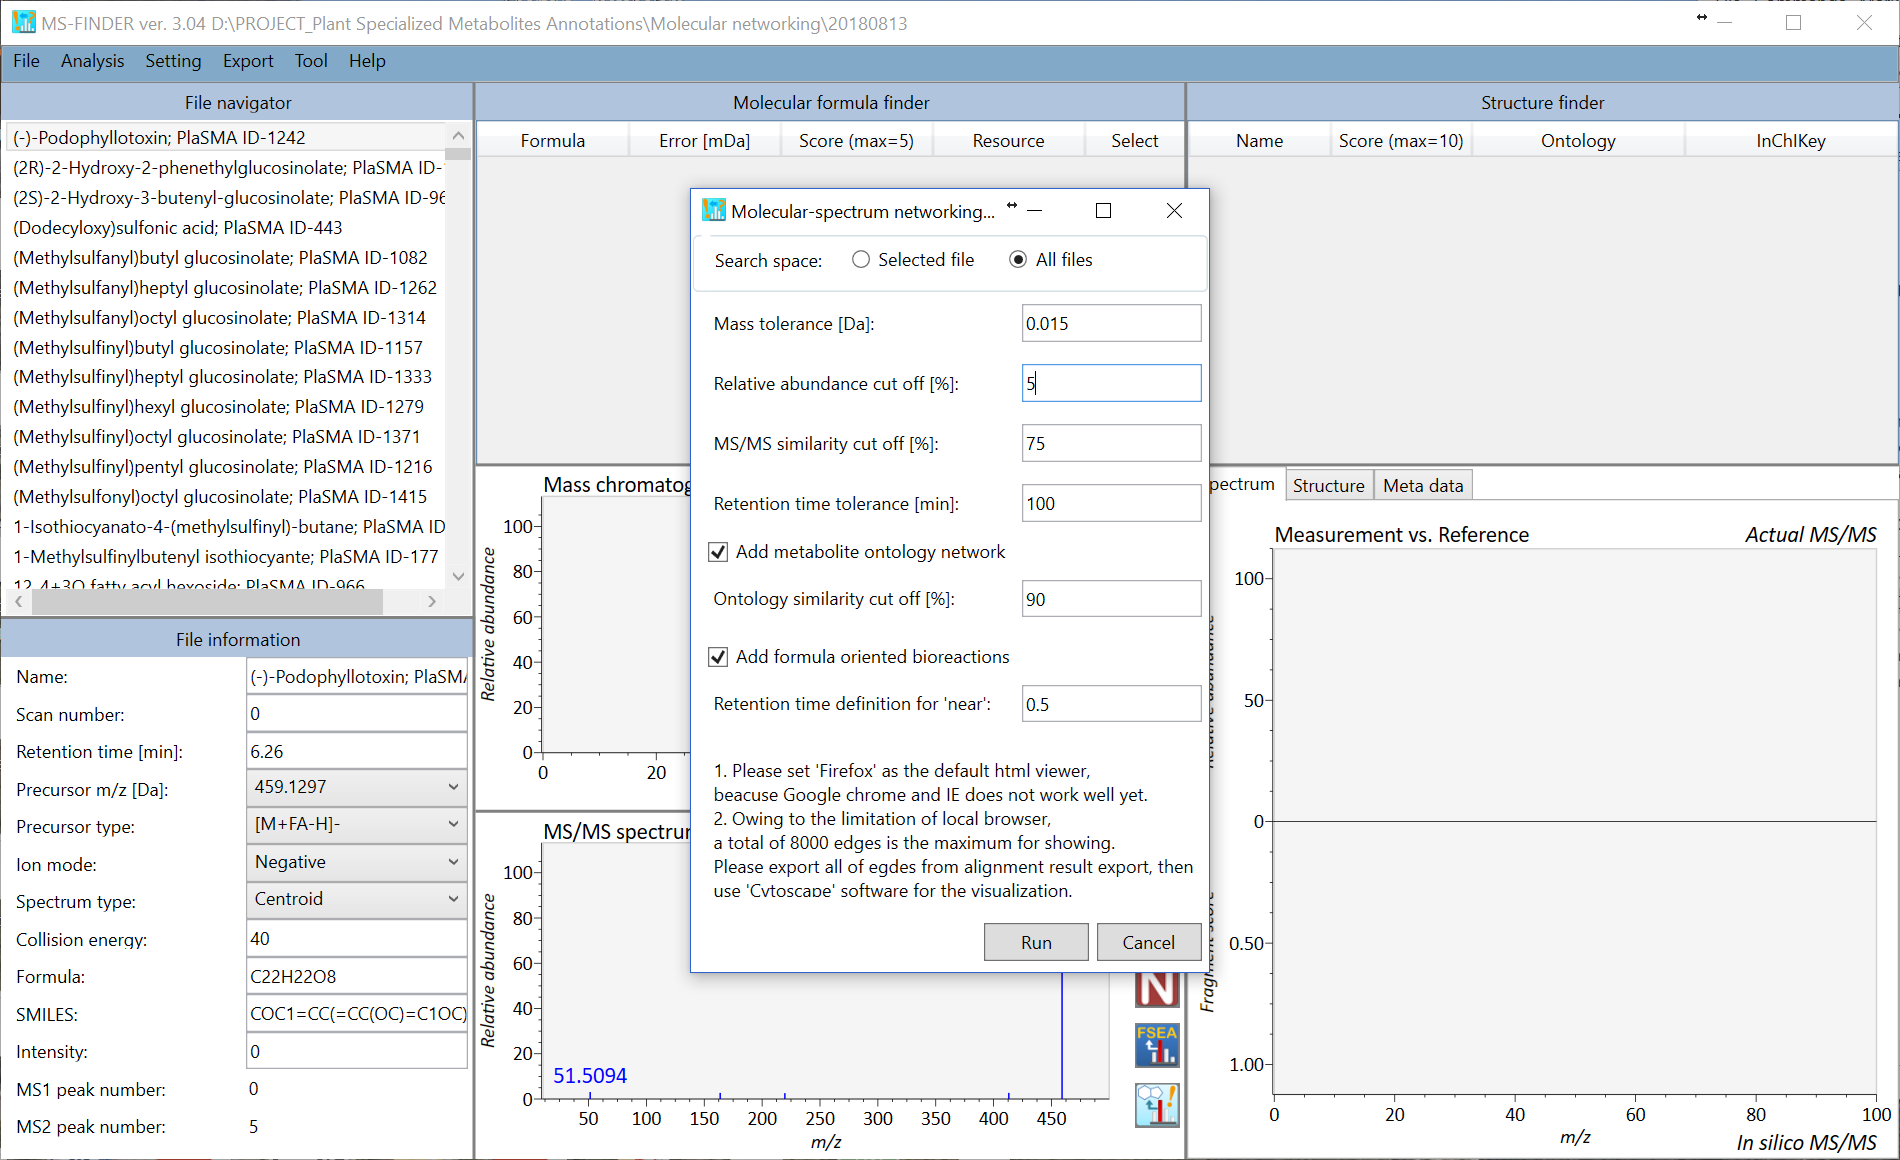 MS-FINDER ver. 3.04 D:\PROJECT_Plant Specialized Metabolites Annotations\Molecular networking\20180813
File Analysis Setting Export Tool Help
File navigator
(-)-Podophyllotoxin; PlaSMA ID-1242
(2R)-2-Hydroxy-2-phenethylglucosinolate; PlaSMA ID-
(2S)-2-Hydroxy-3-butenyl-glucosinolate; PlaSMA ID-96
(Dodecyloxy)sulfonic acid; PlaSMA ID-443
(Methylsulfanyl)butyl glucosinolate; PlaSMA ID-1082
(Methylsulfanyl)heptyl glucosinolate; PlaSMA ID-1262
(Methylsulfanyl)octyl glucosinolate; PlaSMA ID-1314
(Methylsulfinyl)butyl glucosinolate; PlaSMA ID-1157
(Methylsulfinyl)heptyl glucosinolate; PlaSMA ID-1333
(Methylsulfinyl)hexyl glucosinolate; PlaSMA ID-1279
(Methylsulfinyl)octyl glucosinolate; PlaSMA ID-1371
(Methylsulfinyl)pentyl glucosinolate; PlaSMA ID-1216
(Methylsulfonyl)octyl glucosinolate; PlaSMA ID-1415
1-Isothiocyanato-4-(methylsulfinyl)-butane; PlaSMA ID
1-Methylsulfinylbutenyl isothiocyante; PlaSMA ID-177
12_4+3O fatty acyl hexoside; PlaSMA ID-966
File information
Name: (-)-Podophyllotoxin; PlaSMA
Scan number: 0
Retention time [min]: 6.26
Precursor m/z [Da]: 459.1297
Precursor type: [M+FA-H]-
Ion mode: Negative
Spectrum type: Centroid
Collision energy: 40
Formula: C22H22O8
SMILES: COC1=CC(=CC(OC)=C1OC)
Intensity: 0
MS1 peak number: 0
MS2 peak number: 5
Molecular formula finder
Formula Error [mDa] Score (max=5) Resource Select
Structure finder
Name Score (max=10) Ontology InChIKey
Molecular-spectrum networking...
Search space: Selected file All files
Mass tolerance [Da]: 0.015
Relative abundance cut off [%]: 5
MS/MS similarity cut off [%]: 75
Retention time tolerance [min]: 100
Add metabolite ontology network
Ontology similarity cut off [%]: 90
Add formula oriented bioreactions
Retention time definition for 'near': 0.5
1. Please set 'Firefox' as the default html viewer,
beacuse Google chrome and IE does not work well yet.
2. Owing to the limitation of local browser,
a total of 8000 edges is the maximum for showing.
Please export all of egdes from alignment result export, then
use 'Cytoscape' software for the visualization.
Run Cancel
Mass chromatog
Relative abundance
100
80
60
40
20
0
0 20
MS/MS spectrum
Relative abundance
100
80
60
40
20
0
51.5094
50 100 150 200 250 300 350 400 450
m/z
N
FSEA
pectrum Structure Meta data
Measurement vs. Reference Actual MS/MS
Relative abundance
100
50
0
0.50
1.00
Fragment score
0 20 40 60 80 100
m/z
In silico MS/MS